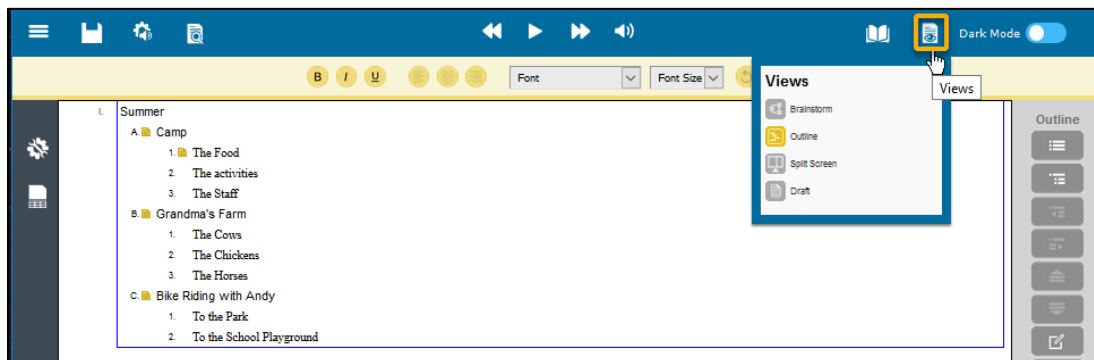 Dark Mode
B I U Font Font Size
Views
Views
Brainstorm
Outline
Split Screen
Draft
I. Summer
A. Camp
1. The Food
2. The activities
3. The Staff
B. Grandma's Farm
1. The Cows
2. The Chickens
3. The Horses
C. Bike Riding with Andy
1. To the Park
2. To the School Playground
Outline